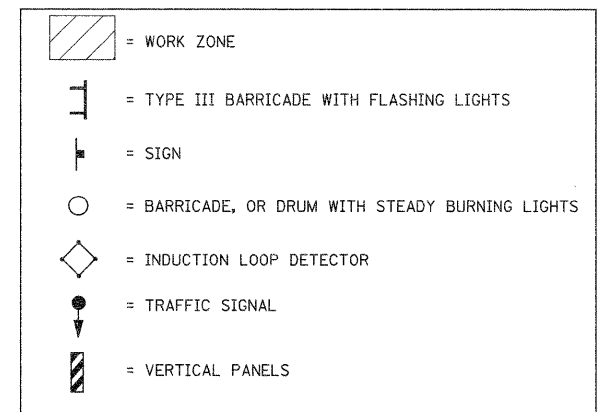 = WORK ZONE
= TYPE III BARRICADE WITH FLASHING LIGHTS
= SIGN
= BARRICADE, OR DRUM WITH STEADY BURNING LIGHTS
= INDUCTION LOOP DETECTOR
= TRAFFIC SIGNAL
= VERTICAL PANELS